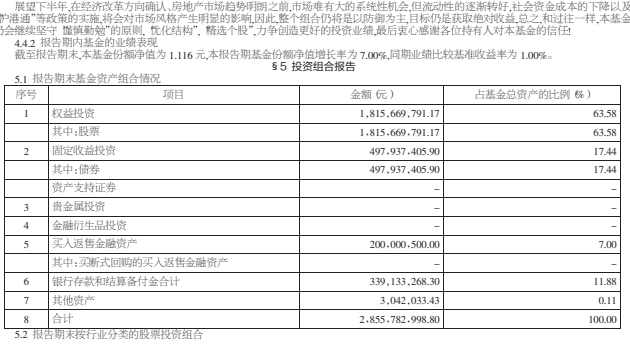 展望下半年,在经济改革方向确认、房地产市场趋势明朗之前,市场难有大的系统性机会,但流动性的逐渐转好、社会资金成本的下降以及
沪港通”等政策的实施,将会对市场风格产生明显的影响,因此,整个组合仍将是以防御为主,目标仍是获取绝对收益,总之,和过往一样,本基金
仍会继续坚守“谨慎勤勉”的原则,“优化结构”,“精选个股”,力争创造更好的投资业绩,最后衷心感谢各位持有人对本基金的信任!
4.4.2 报告期内基金的业绩表现
截至报告期末,本基金份额净值为 1.116 元,本报告期基金份额净值增长率为 7.00%,同期业绩比较基准收益率为 1.00%。
§5 投资组合报告
5.1 报告期末基金资产组合情况
序号 项目 金额(元) 占基金总资产的比例(%)
1 权益投资 1,815,669,791.17 63.58
其中:股票 1,815,669,791.17 63.58
2 固定收益投资 497,937,405.90 17.44
其中:债券 497,937,405.90 17.44
资产支持证券 – –
3 贵金属投资 – –
4 金融衍生品投资 – –
5 买入返售金融资产 200,000,500.00 7.00
其中:买断式回购的买入返售金融资产 – –
6 银行存款和结算备付金合计 339,133,268.30 11.88
7 其他资产 3,042,033.43 0.11
8 合计 2,855,782,998.80 100.00
5.2 报告期末按行业分类的股票投资组合